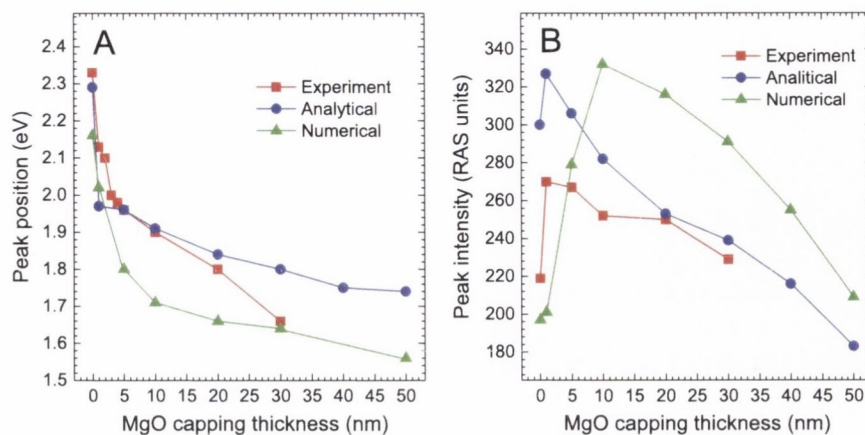 A
Experiment
Analytical
Numerical
2.4
2.3
2.2
2.1
2.0
1.9
1.8
1.7
1.6
1.5
Peak position (eV)
0 5 10 15 20 25 30 35 40 45 50
MgO capping thickness (nm)
B
Experiment
Analitical
Numerical
340
320
300
280
260
240
220
200
180
Peak intensity (RAS units)
0 5 10 15 20 25 30 35 40 45 50
MgO capping thickness (nm)